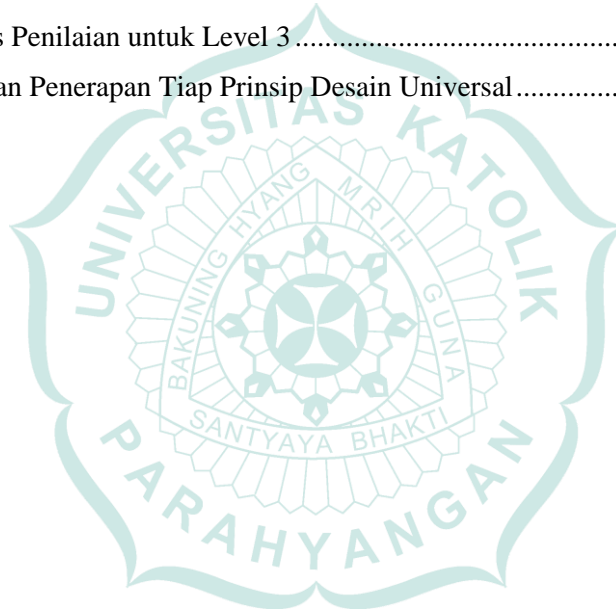 s Penilaian untuk Level 3
an Penerapan Tiap Prinsip Desain Universal
UNIVERSITAS KATOLIK
PARAHYANGAN
BAKUNING HYANG MRIH GUNA
SANTYAYA BHAKTI